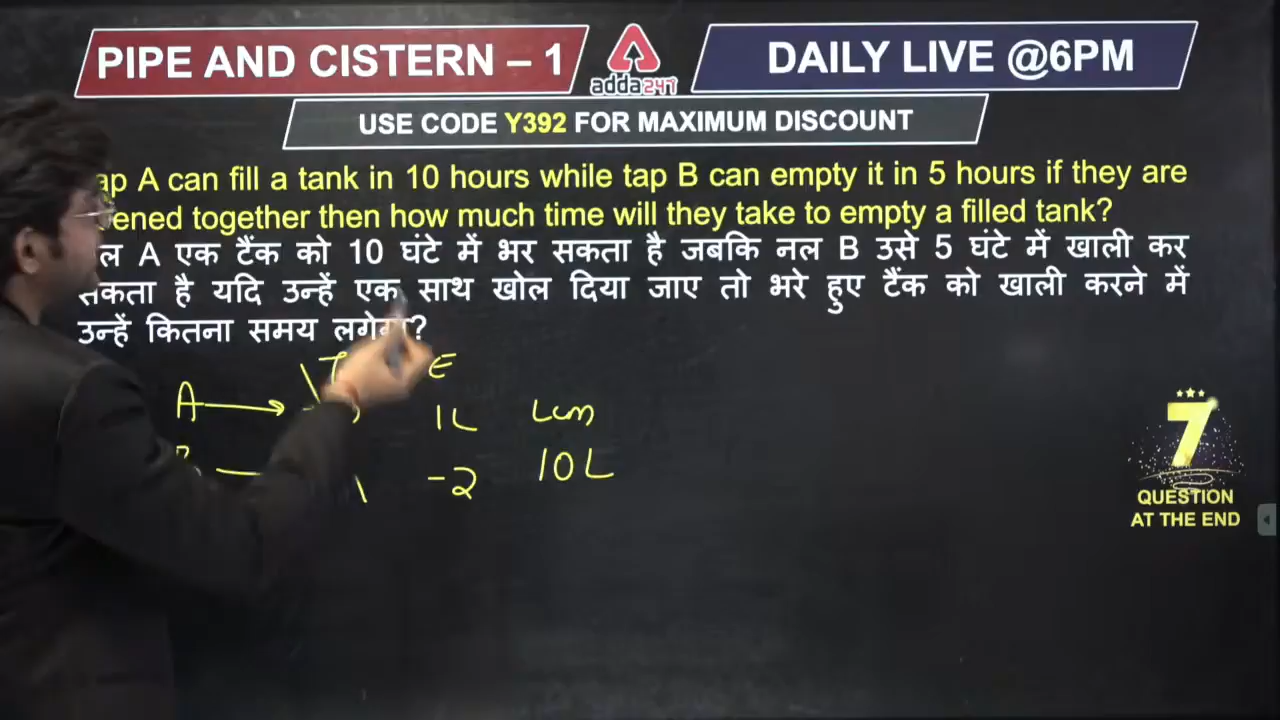 PIPE AND CISTERN – 1
adda247
DAILY LIVE @6PM
USE CODE Y392 FOR MAXIMUM DISCOUNT
A can fill a tank in 10 hours while tap B can empty it in 5 hours if they are
together then how much time will they take to empty a filled tank?
A एक टैंक को 10 घंटे में भर सकता है जबकि नल B उसे 5 घंटे में खाली कर
सकता है यदि उन्हें एक साथ खोल दिया जाए तो भरे हुए टैंक को खाली करने में
उन्हें कितना समय
T E
A 1L Lcm
-2 10L
7
QUESTION
AT THE END